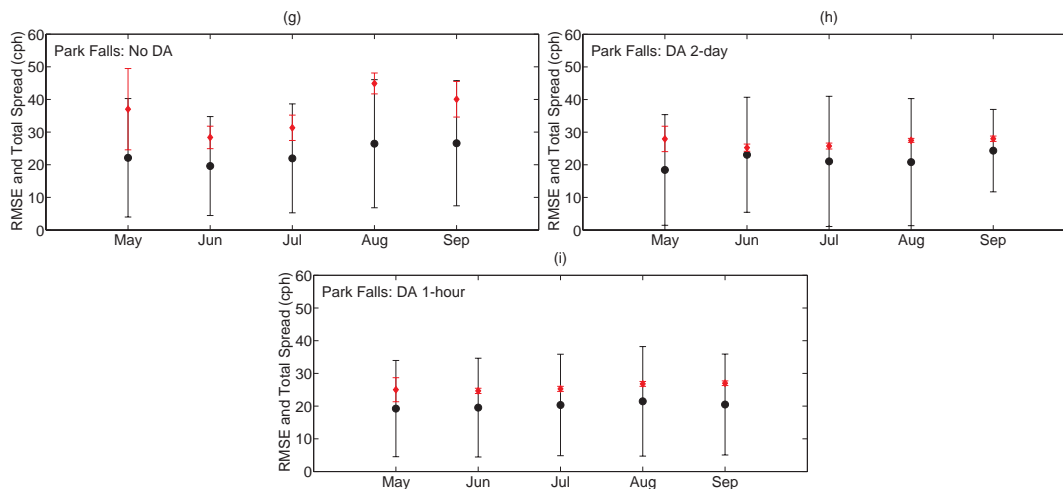 (g)
Park Falls: No DA
RMSE and Total Spread (cph)
60
50
40
30
20
10
0
May Jun Jul Aug Sep
(h)
Park Falls: DA 2-day
RMSE and Total Spread (cph)
60
50
40
30
20
10
0
May Jun Jul Aug Sep
(i)
Park Falls: DA 1-hour
RMSE and Total Spread (cph)
60
50
40
30
20
10
0
May Jun Jul Aug Sep